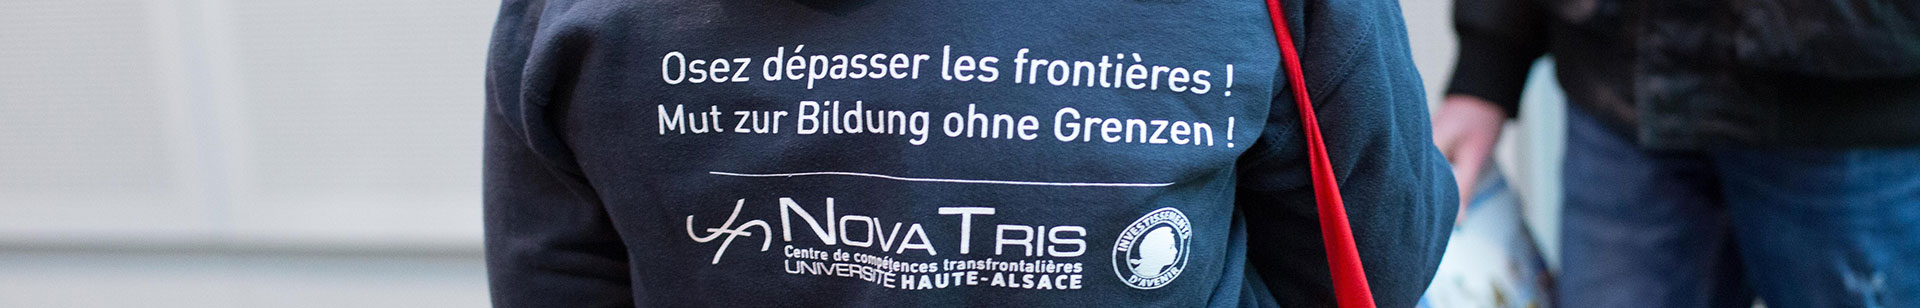 Osez dépasser les frontières !
Mut zur Bildung ohne Grenzen !
NOVATRIS
Centre de compétences transfrontalières
UNIVERSITÉ HAUTE-ALSACE
INVESTISSEMENTS
D'AVENIR